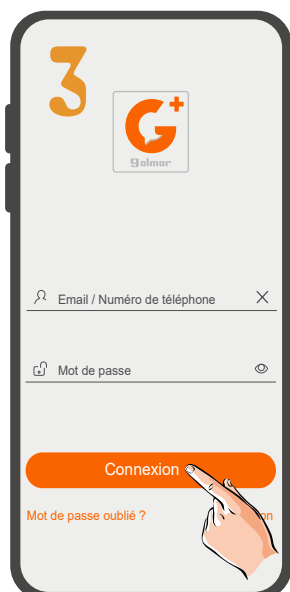 3
G+
golmar
Email / Numéro de téléphone
Mot de passe
Connexion
Mot de passe oublié ?